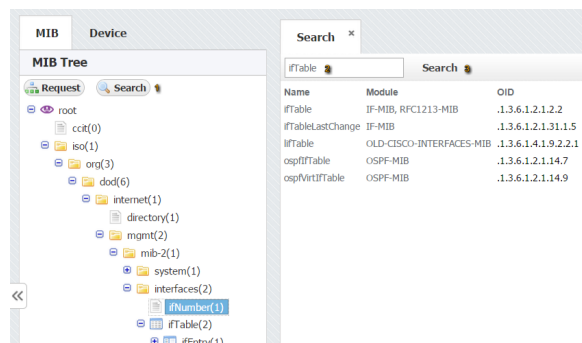 MIB Device
MIB Tree
Request Search
root
ccit(0)
iso(1)
org(3)
dod(6)
internet(1)
directory(1)
mgmt(2)
mib-2(1)
system(1)
interfaces(2)
ifNumber(1)
ifTable(2)
ifEntry(1)
Search ×
ifTable Search
Name Module OID
ifTable IF-MIB, RFC1213-MIB .1.3.6.1.2.1.2.2
ifTableLastChange IF-MIB .1.3.6.1.2.1.31.1.5
lifTable OLD-CISCO-INTERFACES-MIB .1.3.6.1.4.1.9.2.2.1
ospfIfTable OSPF-MIB .1.3.6.1.2.1.14.7
ospfVirtIfTable OSPF-MIB .1.3.6.1.2.1.14.9